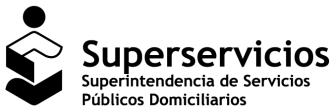 Superservicios
Superintendencia de Servicios
Públicos Domiciliarios